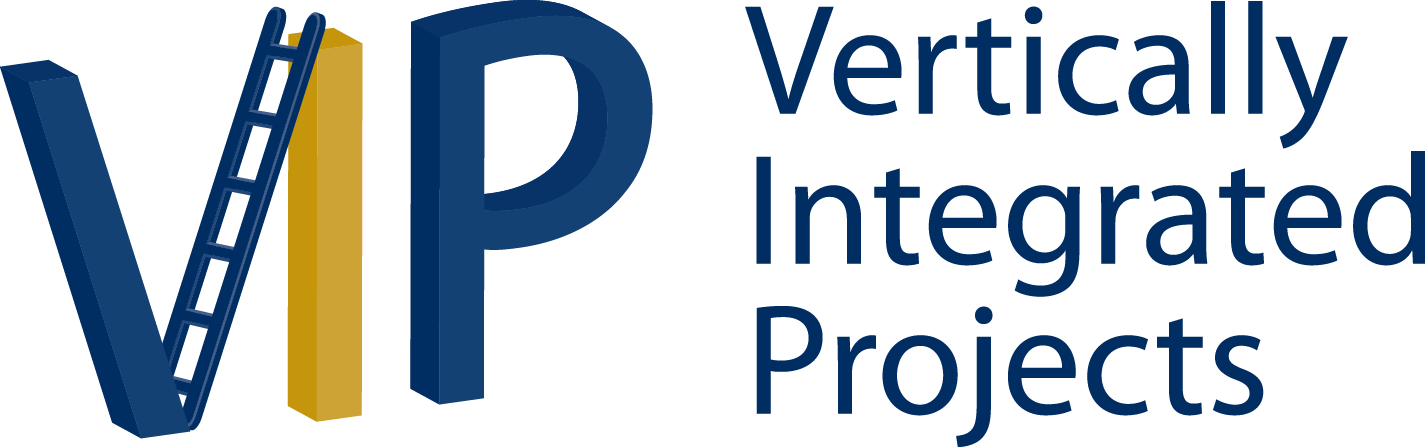 VIP
Vertically
Integrated
Projects